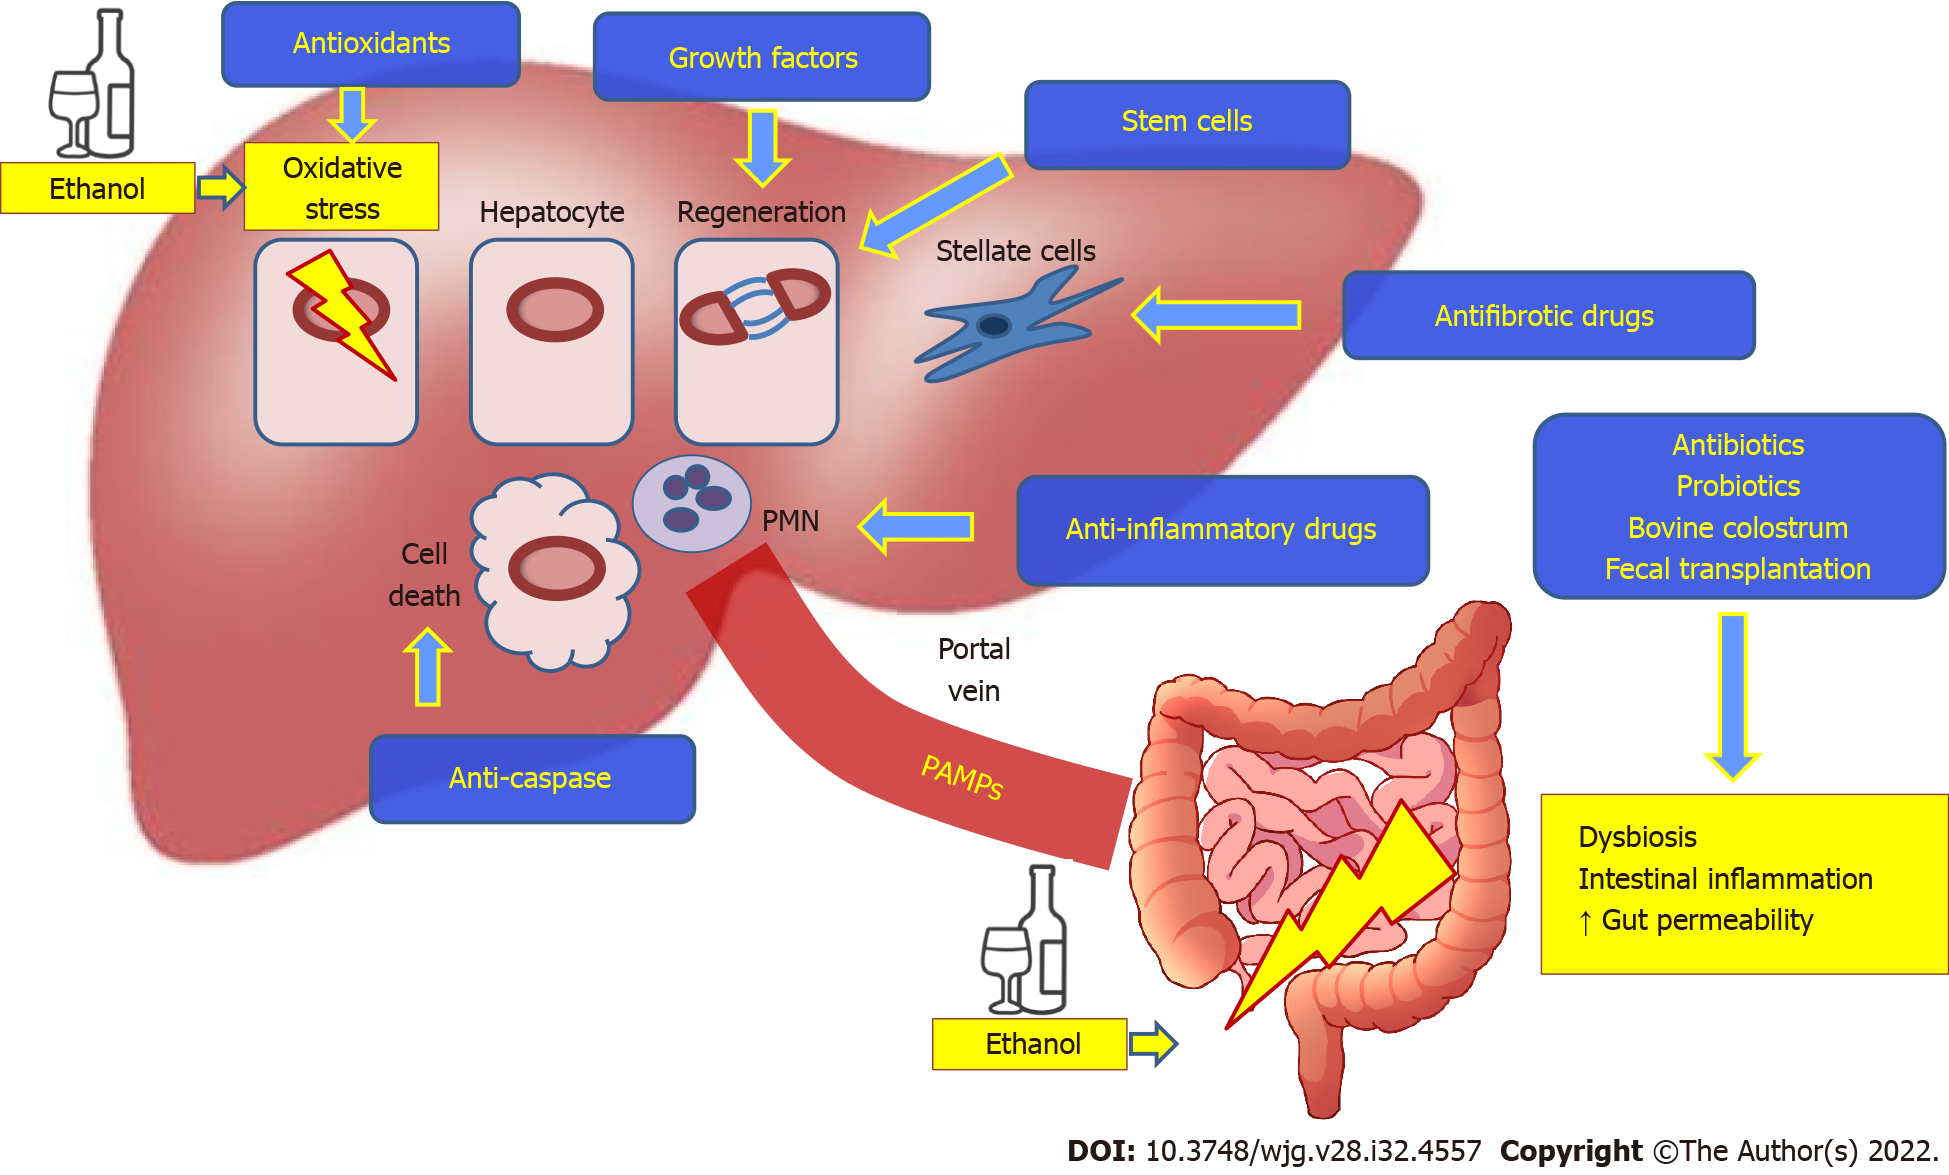 Antioxidants
Growth factors
Stem cells
Ethanol
Oxidative
stress
Hepatocyte
Regeneration
Stellate cells
Antifibrotic drugs
Antibiotics
Probiotics
Bovine colostrum
Fecal transplantation
PMN
Anti-inflammatory drugs
Cell
death
Portal
vein
Anti-caspase
PAMPs
Dysbiosis
Intestinal inflammation
↑ Gut permeability
Ethanol
DOI: 10.3748/wjg.v28.i32.4557 Copyright ©The Author(s) 2022.